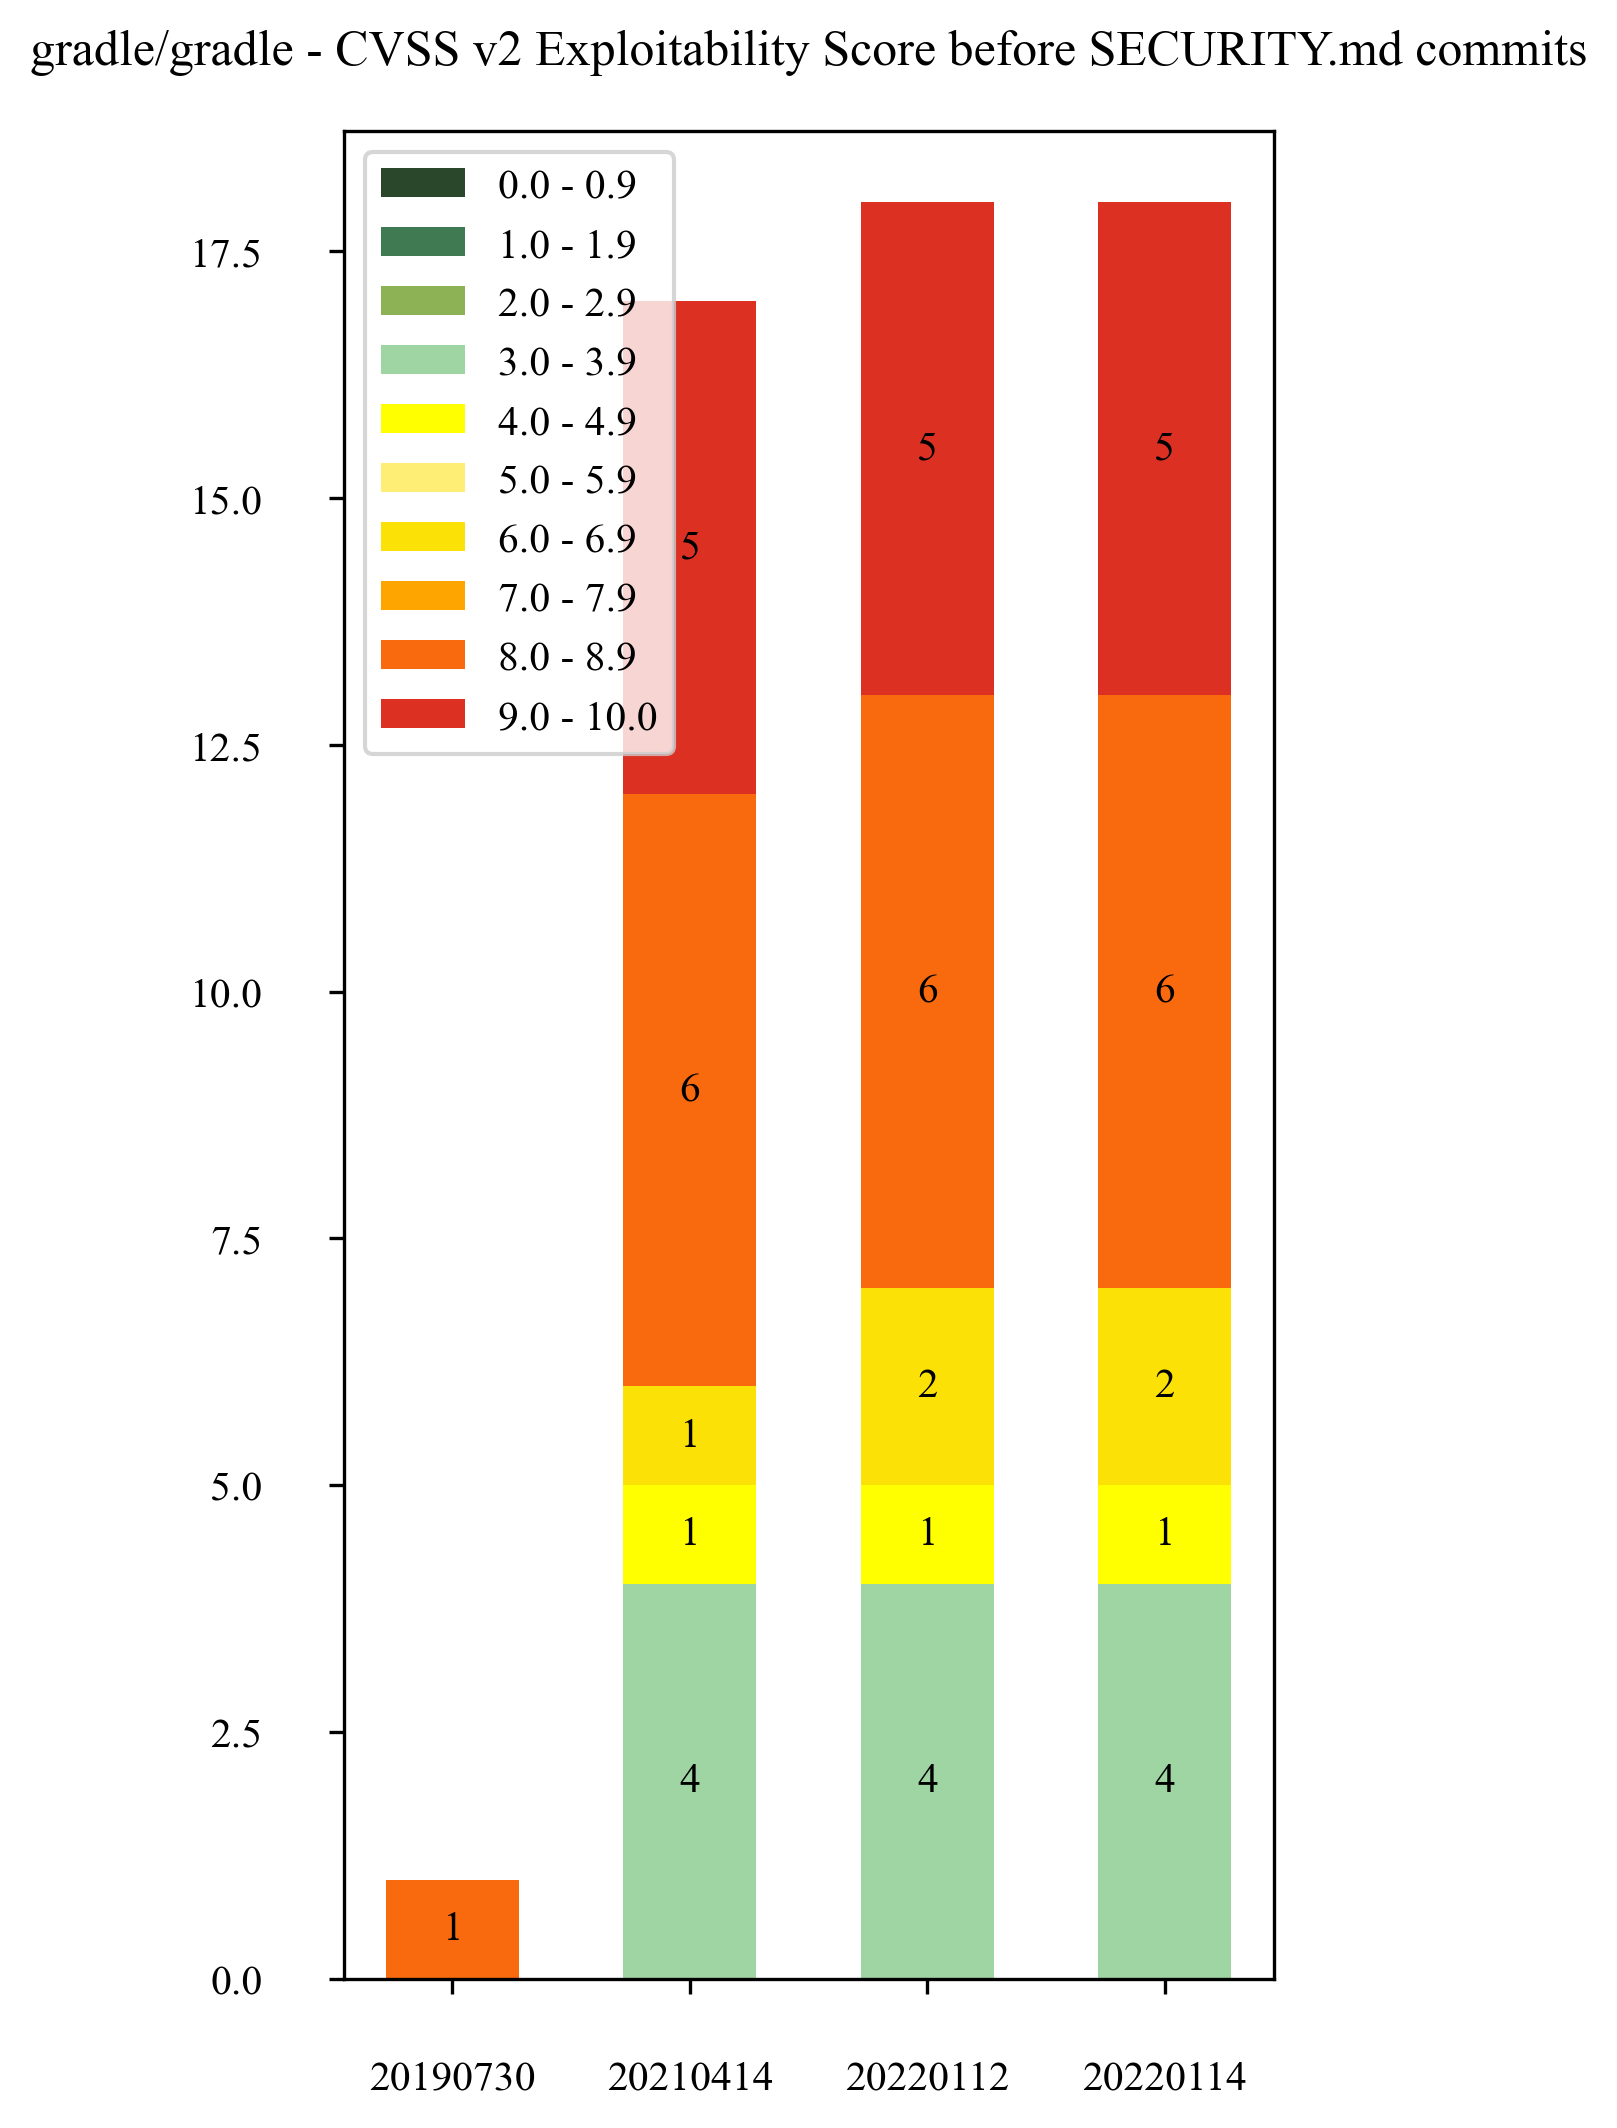 gradle/gradle - CVSS v2 Exploitability Score before SECURITY.md commits
0.0 - 0.9
1.0 - 1.9
2.0 - 2.9
3.0 - 3.9
4.0 - 4.9
5.0 - 5.9
6.0 - 6.9
7.0 - 7.9
8.0 - 8.9
9.0 - 10.0
17.5
15.0
12.5
10.0
7.5
5.0
2.5
0.0
5
5
5
6
6
6
2
2
1
1
1
1
4
4
4
1
20190730
20210414
20220112
20220114